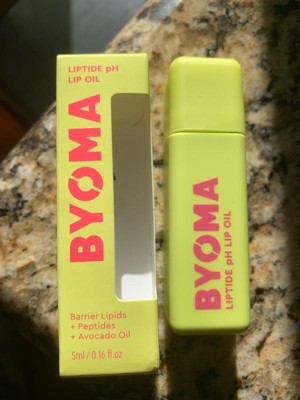 LIPTIDE pH
LIP OIL
BYOMA
Barrier Lipids
+ Peptides
+ Avocado Oil
5ml / 0.16 fl.oz
BYOMA
LIPTIDE pH LIP OIL